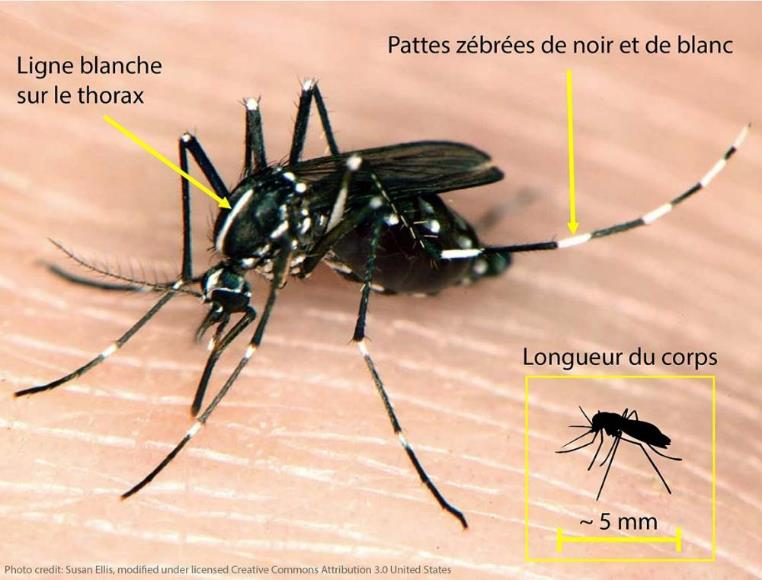 Pattes zébrées de noir et de blanc
Ligne blanche
sur le thorax
Longueur du corps
~ 5 mm
Photo credit: Susan Ellis, modified under licensed Creative Commons Attribution 3.0 United States